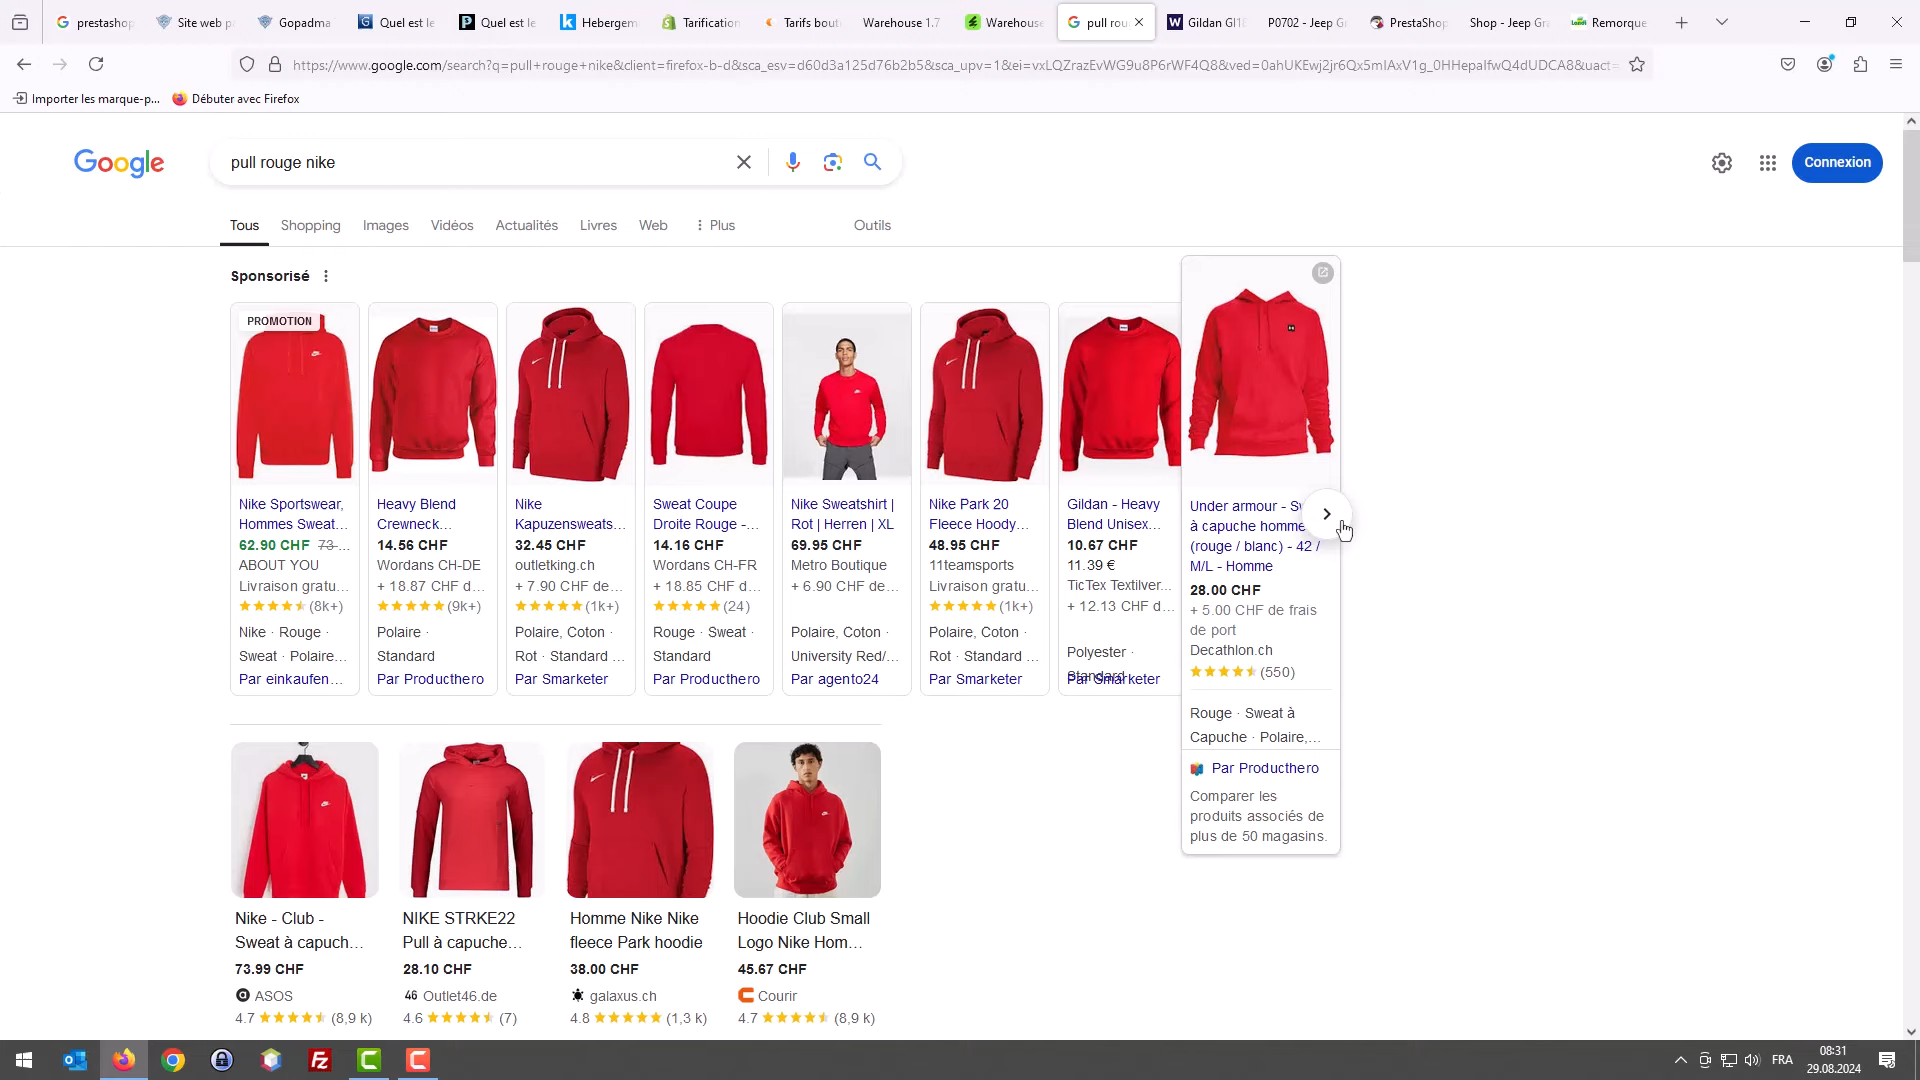 prestashop
Site web p
Gopadma
Quel est le
Quel est le
Hebergem
Tarification
Tarifs bout
Warehouse 1.7
Warehouse
pull rou
Gildan GI18
P0702 - Jeep Gr
PrestaShop
Shop - Jeep Gra
Remorque
https://www.google.com/search?q=pull+rouge+nike&client=firefox-b-d&sca_esv=d60d3a125d76b2b5&sca_upv=1&ei=vxLQZrazEvWG9u8P6rWF4Q8&ved=0ahUKEwj2jr6Qx5mIAxV1g_0HHepaIfwQ4dUDCA8&uact=
Importer les marque-p...
Débuter avec Firefox
Google
pull rouge nike
Connexion
Tous
Shopping
Images
Vidéos
Actualités
Livres
Web
Plus
Outils
Sponsorisé
PROMOTION
Nike Sportswear,
Hommes Sweat...
62.90 CHF 73-...
ABOUT YOU
Livraison gratu...
(8k+)
Nike · Rouge ·
Sweat · Polaire...
Par einkaufen...
Heavy Blend
Crewneck...
14.56 CHF
Wordans CH-DE
+ 18.87 CHF d...
(9k+)
Polaire ·
Standard
Par Producthero
Nike
Kapuzensweats...
32.45 CHF
outletking.ch
+ 7.90 CHF de...
(1k+)
Polaire, Coton ·
Rot · Standard ...
Par Smarketer
Sweat Coupe
Droite Rouge -...
14.16 CHF
Wordans CH-FR
+ 18.85 CHF d...
(24)
Rouge · Sweat ·
Standard
Par Producthero
Nike Sweatshirt |
Rot | Herren | XL
69.95 CHF
Metro Boutique
+ 6.90 CHF de...
Polaire, Coton ·
University Red/...
Par agento24
Nike Park 20
Fleece Hoody...
48.95 CHF
11teamsports
Livraison gratu...
(1k+)
Polaire, Coton ·
Rot · Standard ...
Par Smarketer
Gildan - Heavy
Blend Unisex...
10.67 CHF
11.39 €
TicTex Textilver...
+ 12.13 CHF d...
Polyester ·
Standard
Par Smarketer
Under armour - Sw
à capuche homme
(rouge / blanc) - 42 /
M/L - Homme
28.00 CHF
+ 5.00 CHF de frais
de port
Decathlon.ch
(550)
Rouge · Sweat à
Capuche · Polaire,...
Par Producthero
Comparer les
produits associés de
plus de 50 magasins.
Nike - Club -
Sweat à capuch...
73.99 CHF
ASOS
4.7 (8,9 k)
NIKE STRKE22
Pull à capuche...
28.10 CHF
46 Outlet46.de
4.6 (7)
Homme Nike Nike
fleece Park hoodie
38.00 CHF
galaxus.ch
4.8 (1,3 k)
Hoodie Club Small
Logo Nike Hom...
45.67 CHF
Courir
4.7 (8,9 k)
FRA
08:31
29.08.2024